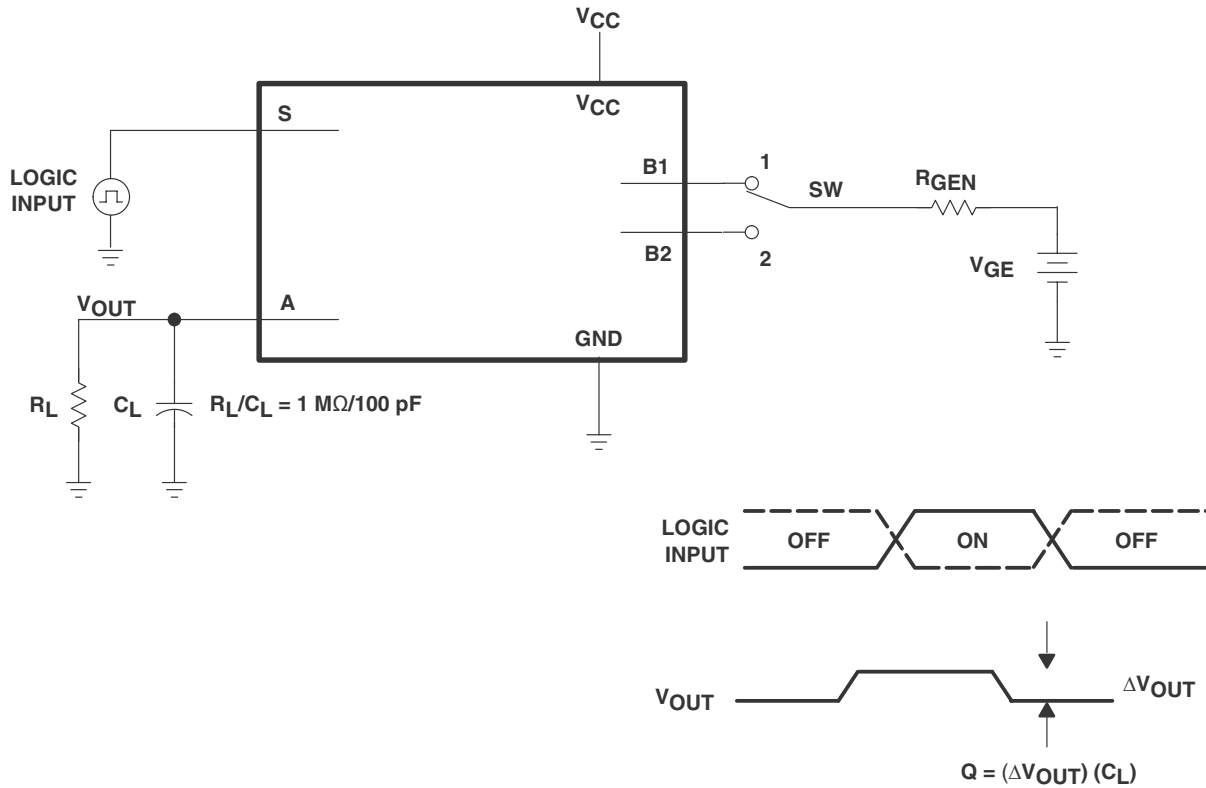 VCC
VCC
S
LOGIC
INPUT
B1
1
SW
RGEN
B2
2
VGE
VOUT
A
GND
RL
CL
RL/CL = 1 MΩ/100 pF
LOGIC
INPUT
OFF
ON
OFF
VOUT
ΔVOUT
Q = (ΔVOUT) (CL)